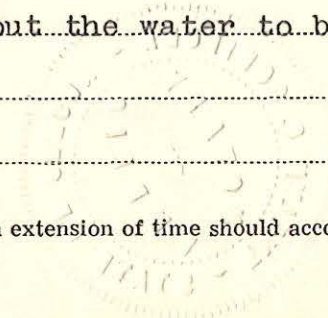 out the water to b
n extension of time should acco